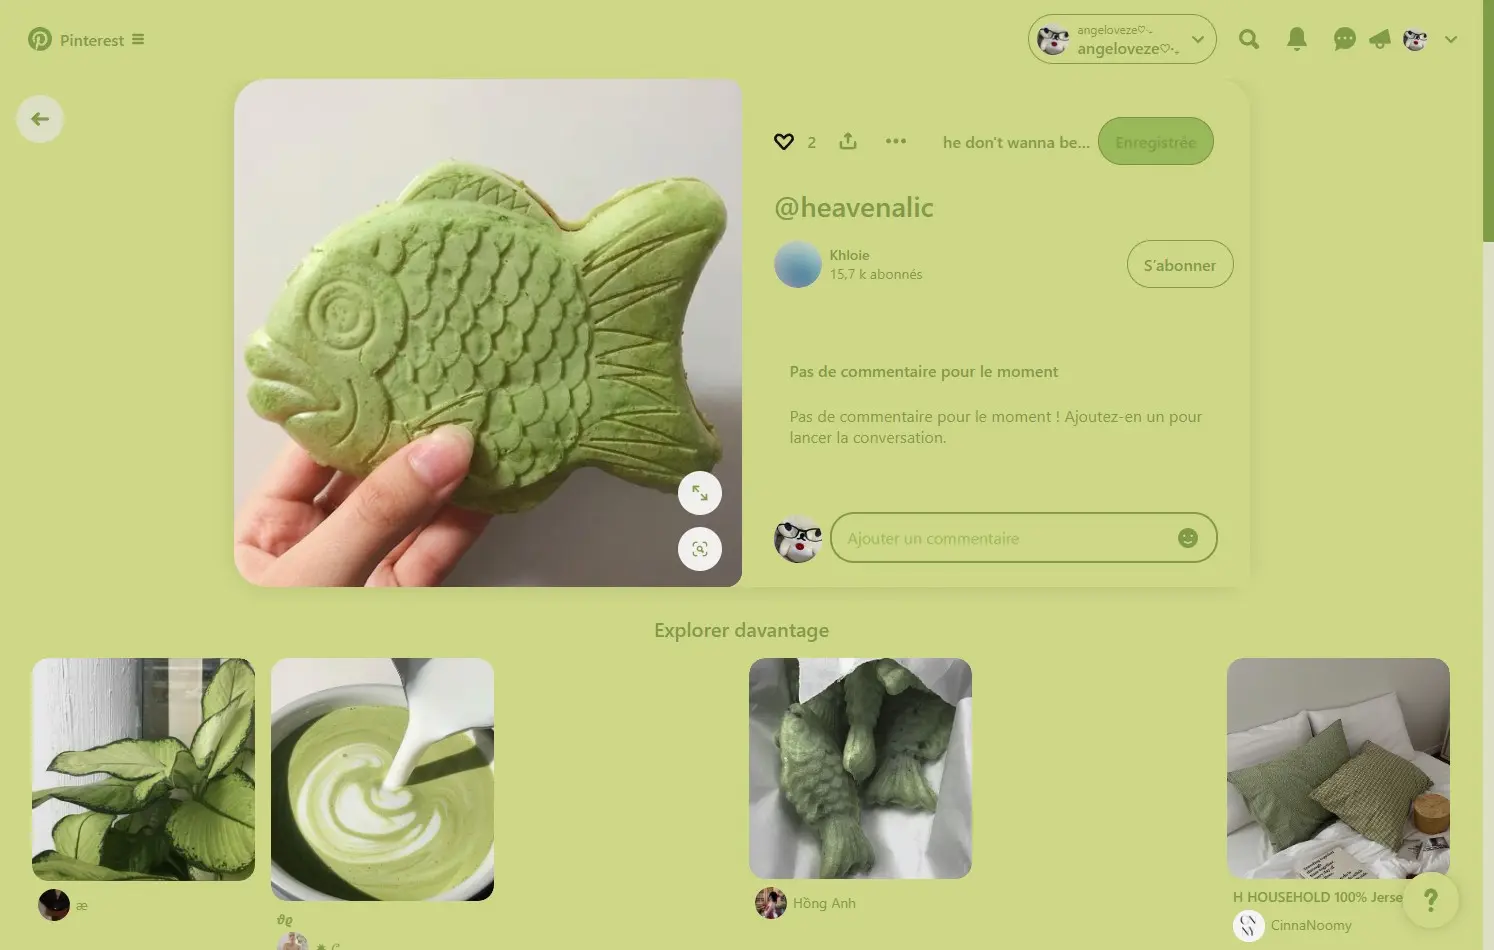 Pinterest
angeloveze♡
angeloveze♡
2
he don't wanna be...
Enregistrée
@heavenalic
Khloie
15,7 k abonnés
S'abonner
Pas de commentaire pour le moment
Pas de commentaire pour le moment ! Ajoutez-en un pour
lancer la conversation.
Ajouter un commentaire
Explorer davantage
æ
Hồng Anh
H HOUSEHOLD 100% Jerse
CinnaNoomy
?